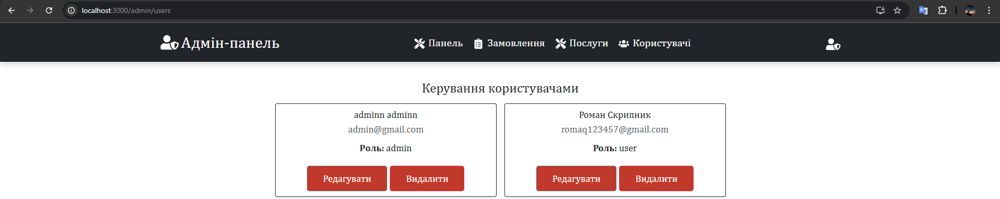 localhost:3000/admin/users
Адмін-панель Панель Замовлення Послуги Користувачі
Керування користувачами
adminn adminn
admin@gmail.com
Роль: admin
Редагувати Видалити
Роман Скрипник
romaq123457@gmail.com
Роль: user
Редагувати Видалити